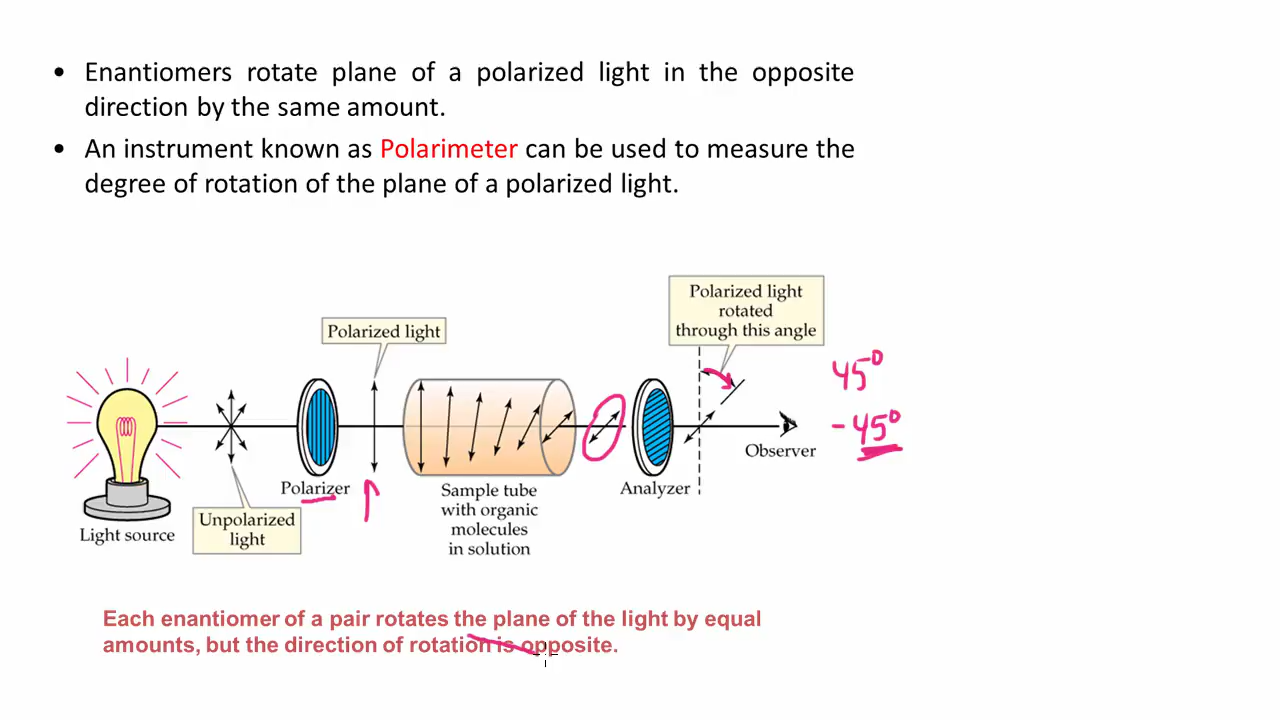 • Enantiomers rotate plane of a polarized light in the opposite
direction by the same amount.
• An instrument known as Polarimeter can be used to measure the
degree of rotation of the plane of a polarized light.
Polarized light
rotated
through this angle
Polarized light
45°
-45°
Observer
Polarizer
Sample tube
with organic
molecules
in solution
Analyzer
Light source
Unpolarized
light
Each enantiomer of a pair rotates the plane of the light by equal
amounts, but the direction of rotation is opposite.